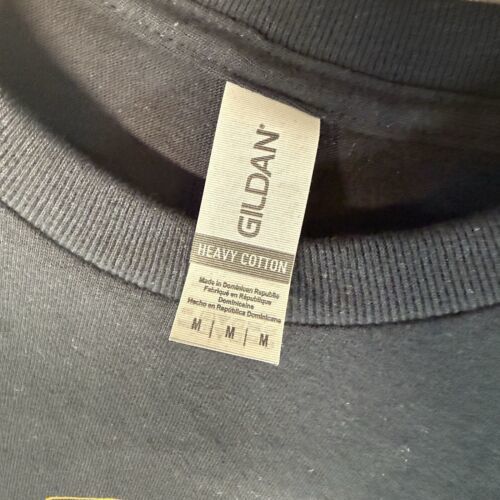 GILDAN®
HEAVY COTTON
Made in Dominican Republic
Fabriqué en République
Dominicaine
Hecho en República Dominicana
M | M | M